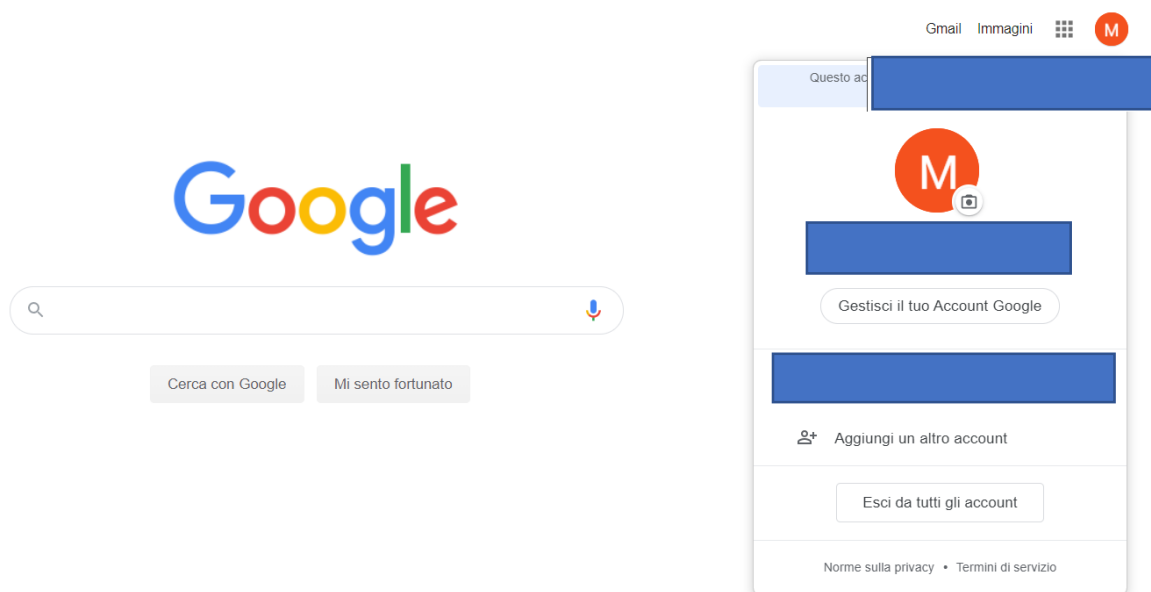 Gmail Immagini
M
Questo
M
Google
Gestisci il tuo Account Google
Cerca con Google Mi sento fortunato
Aggiungi un altro account
Esci da tutti gli account
Norme sulla privacy • Termini di servizio